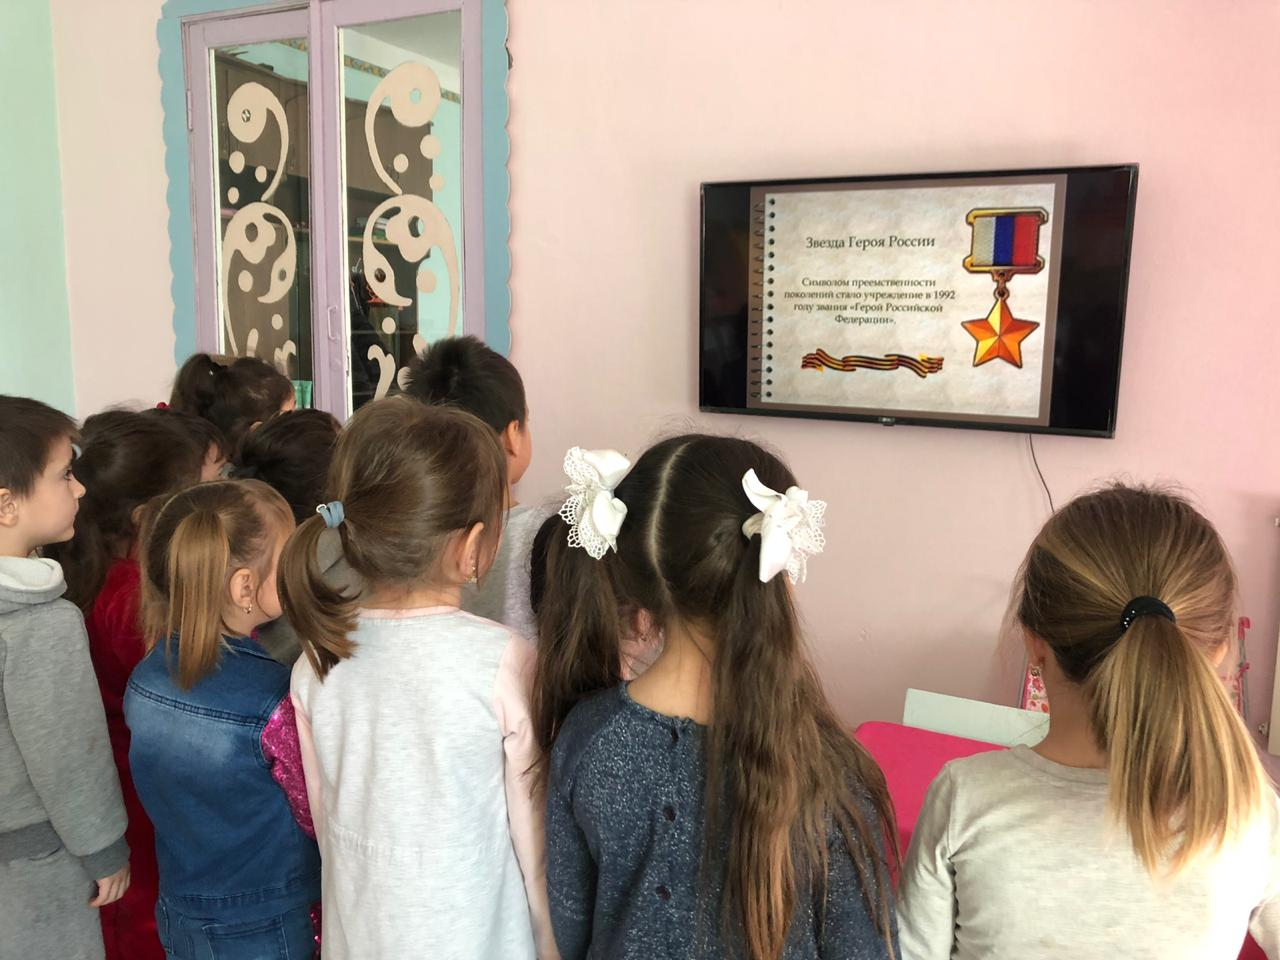 Звезда Героя России
Символом преемственности
поколений стало учреждение в 1992
году звания «Герой Российской
Федерации».